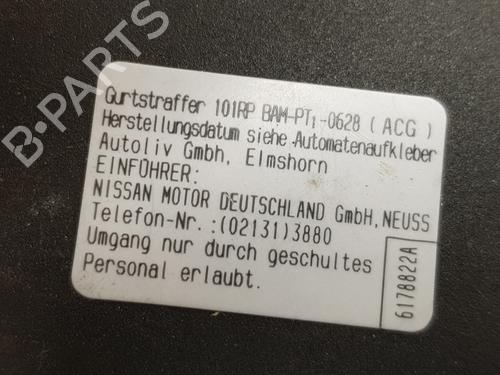 Gurtstraffer 101RP BAM-PT1-0628 (ACG)
Herstellungsdatum siehe Automatenaufkleber
Autoliv Gmbh, Elmshorn
EINFÜHRER:
NISSAN MOTOR DEUTSCHLAND GmbH, NEUSS
Telefon-Nr.:(02131)3880
Umgang nur durch geschultes
Personal erlaubt.
6178822A
B-PARTS